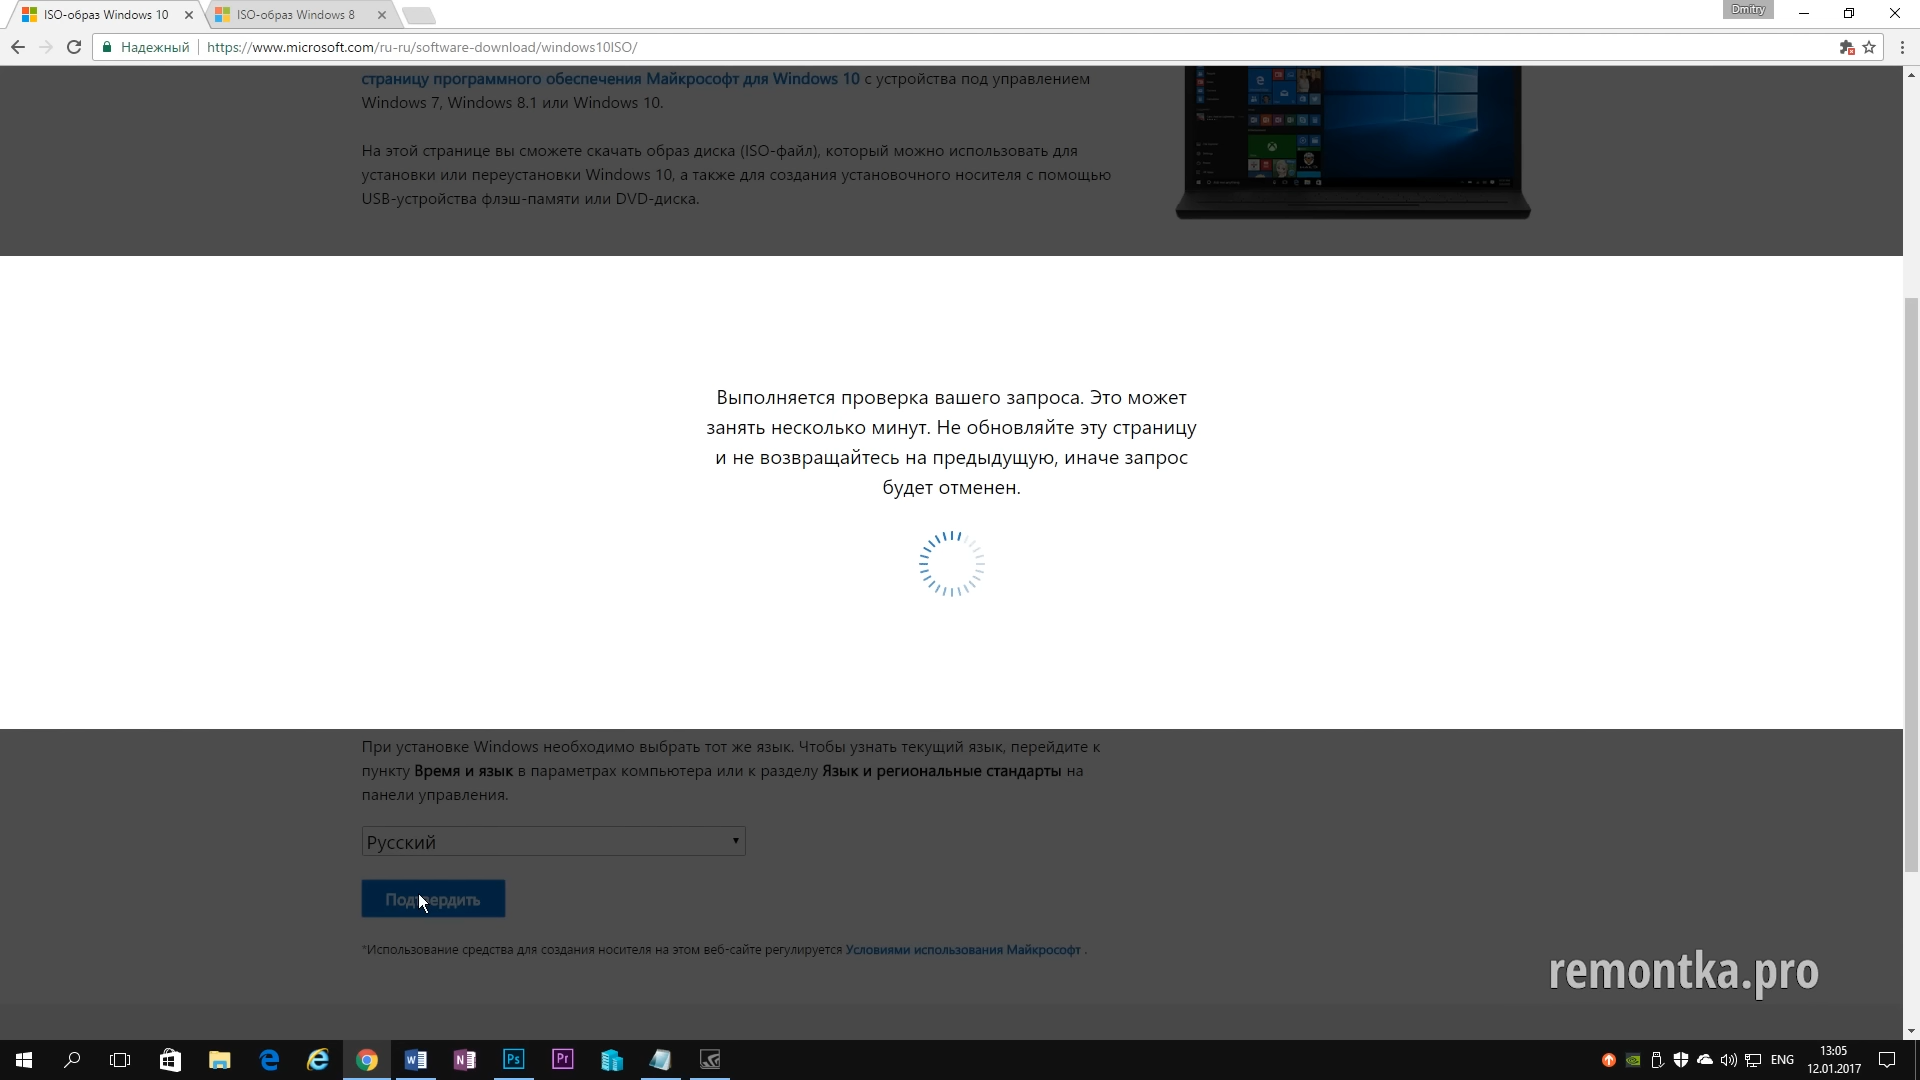 ISO-образ Windows 10
ISO-образ Windows 8
Dmitry
Надежный
https://www.microsoft.com/ru-ru/software-download/windows10ISO/
страницу программного обеспечения Майкрософт для Windows 10 с устройства под управлением
Windows 7, Windows 8.1 или Windows 10.
На этой странице вы сможете скачать образ диска (ISO-файл), который можно использовать для
установки или переустановки Windows 10, а также для создания установочного носителя с помощью
USB-устройства флэш-памяти или DVD-диска.
Выполняется проверка вашего запроса. Это может
занять несколько минут. Не обновляйте эту страницу
и не возвращайтесь на предыдущую, иначе запрос
будет отменен.
При установке Windows необходимо выбрать тот же язык. Чтобы узнать текущий язык, перейдите к
пункту Время и язык в параметрах компьютера или к разделу Язык и региональные стандарты на
панели управления.
Русский
Подтвердить
*Использование средства для создания носителя на этом веб-сайте регулируется Условиями использования Майкрософт .
remontka.pro
Ps
Pr
ENG
13:05
12.01.2017